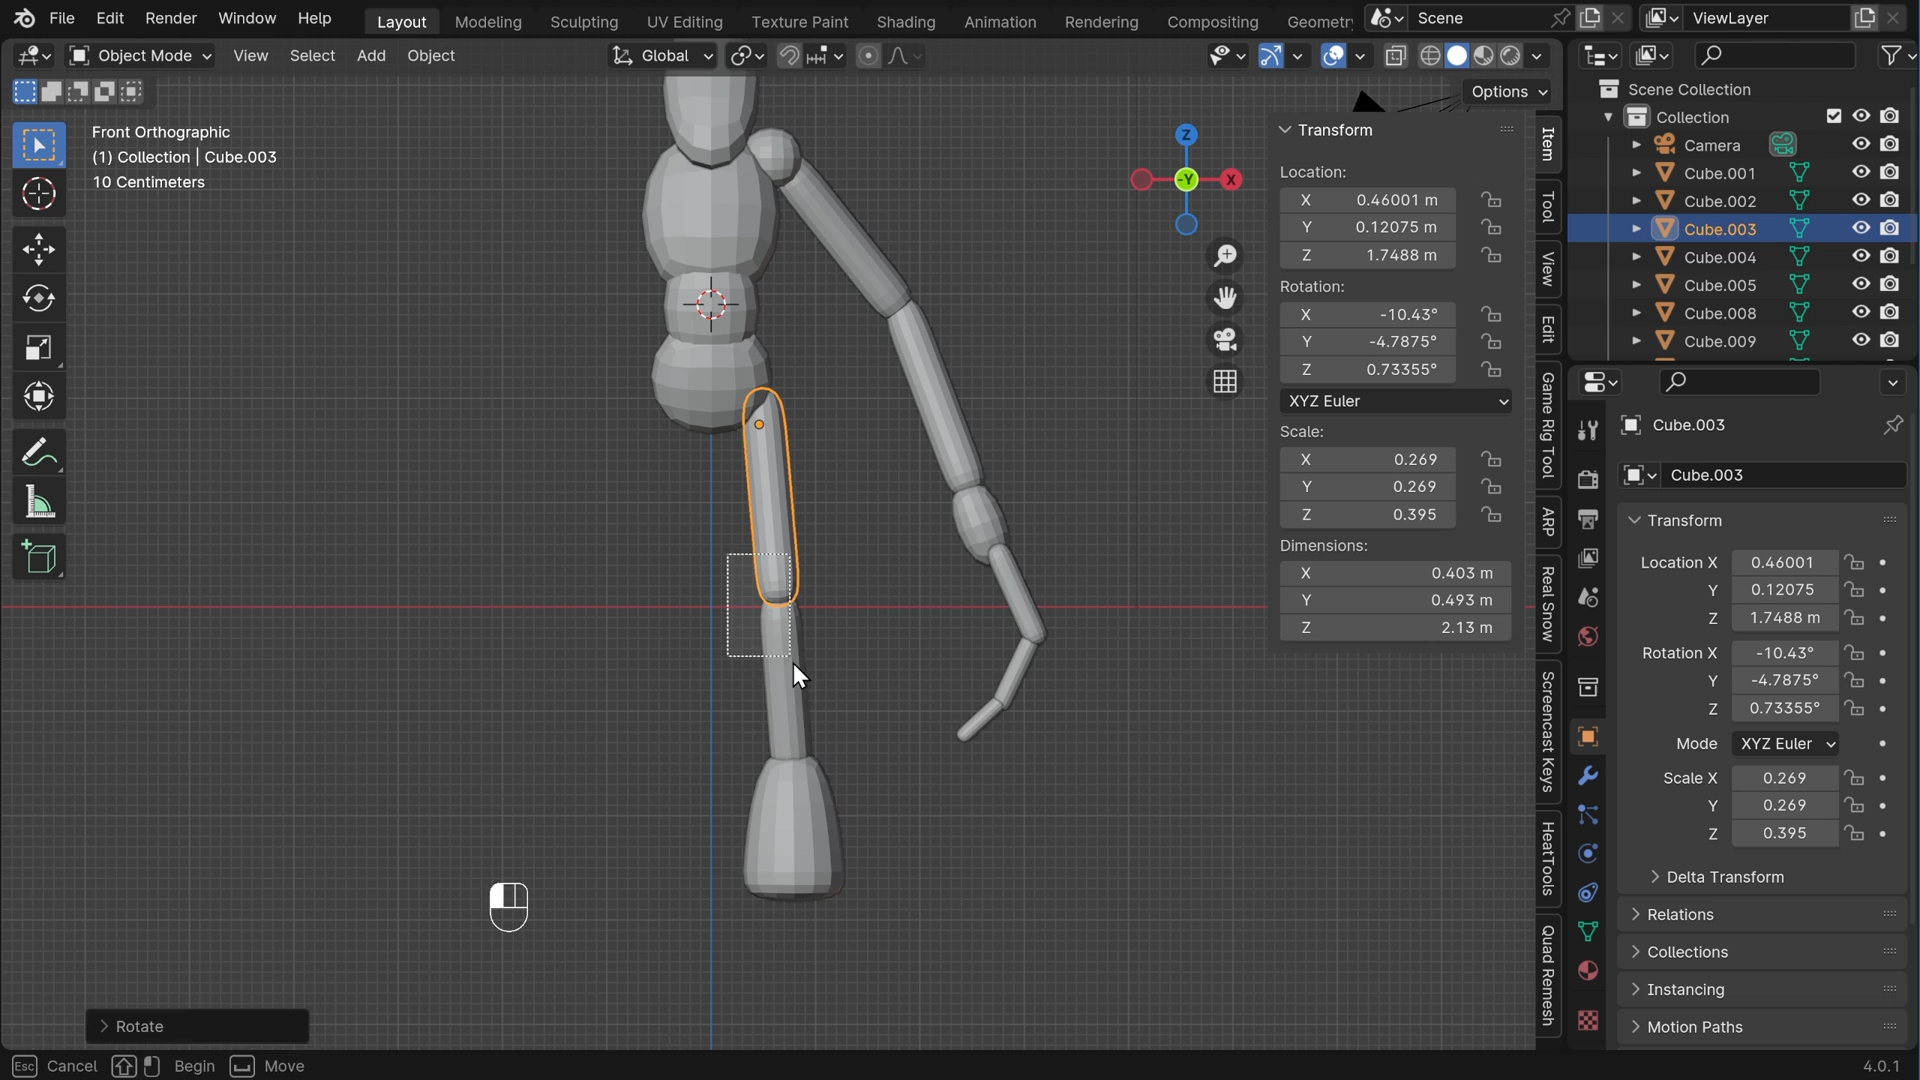 File Edit Render Window Help Layout Modeling Sculpting UV Editing Texture Paint Shading Animation Rendering Compositing Geometry Scene ViewLayer
Object Mode View Select Add Object Global
Options
Front Orthographic
(1) Collection | Cube.003
10 Centimeters
Z
-Y
X
Transform
Location:
X 0.46001 m
Y 0.12075 m
Z 1.7488 m
Rotation:
X -10.43°
Y -4.7875°
Z 0.73355°
XYZ Euler
Scale:
X 0.269
Y 0.269
Z 0.395
Dimensions:
X 0.403 m
Y 0.493 m
Z 2.13 m
Item
Tool
View
Edit
Game Rig Tool
ARP
Real Snow
Screencast Keys
HeatTools
Quad Remesh
Scene Collection
Collection
Camera
Cube.001
Cube.002
Cube.003
Cube.004
Cube.005
Cube.008
Cube.009
Cube.003
Cube.003
Transform
Location X 0.46001
Y 0.12075
Z 1.7488 m
Rotation X -10.43°
Y -4.7875°
Z 0.73355°
Mode XYZ Euler
Scale X 0.269
Y 0.269
Z 0.395
Delta Transform
Relations
Collections
Instancing
Motion Paths
Rotate
Esc Cancel Begin Move 4.0.1